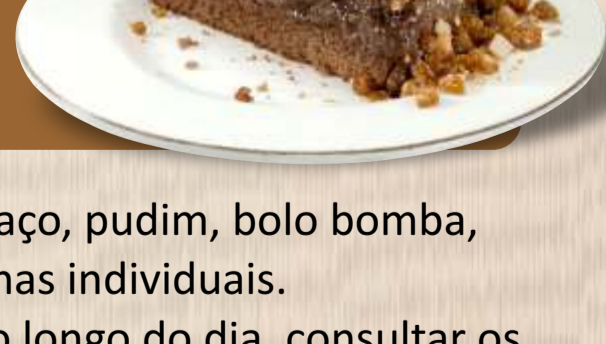 aço, pudim, bolo bomba,
nas individuais.
o longo do dia, consultar os